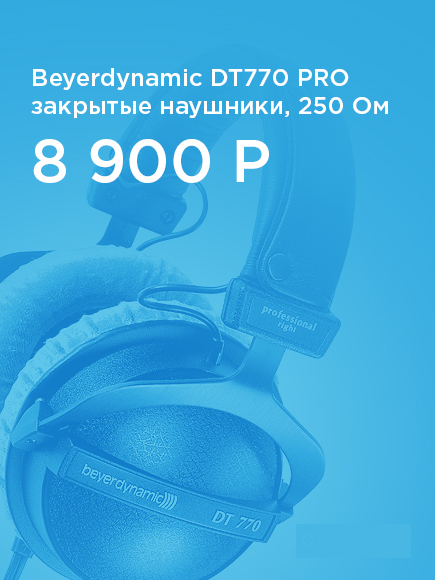 Beyerdynamic DT770 PRO
закрытые наушники, 250 Ом
8 900 Р
professional
right
beyerdynamic))))
DT 770